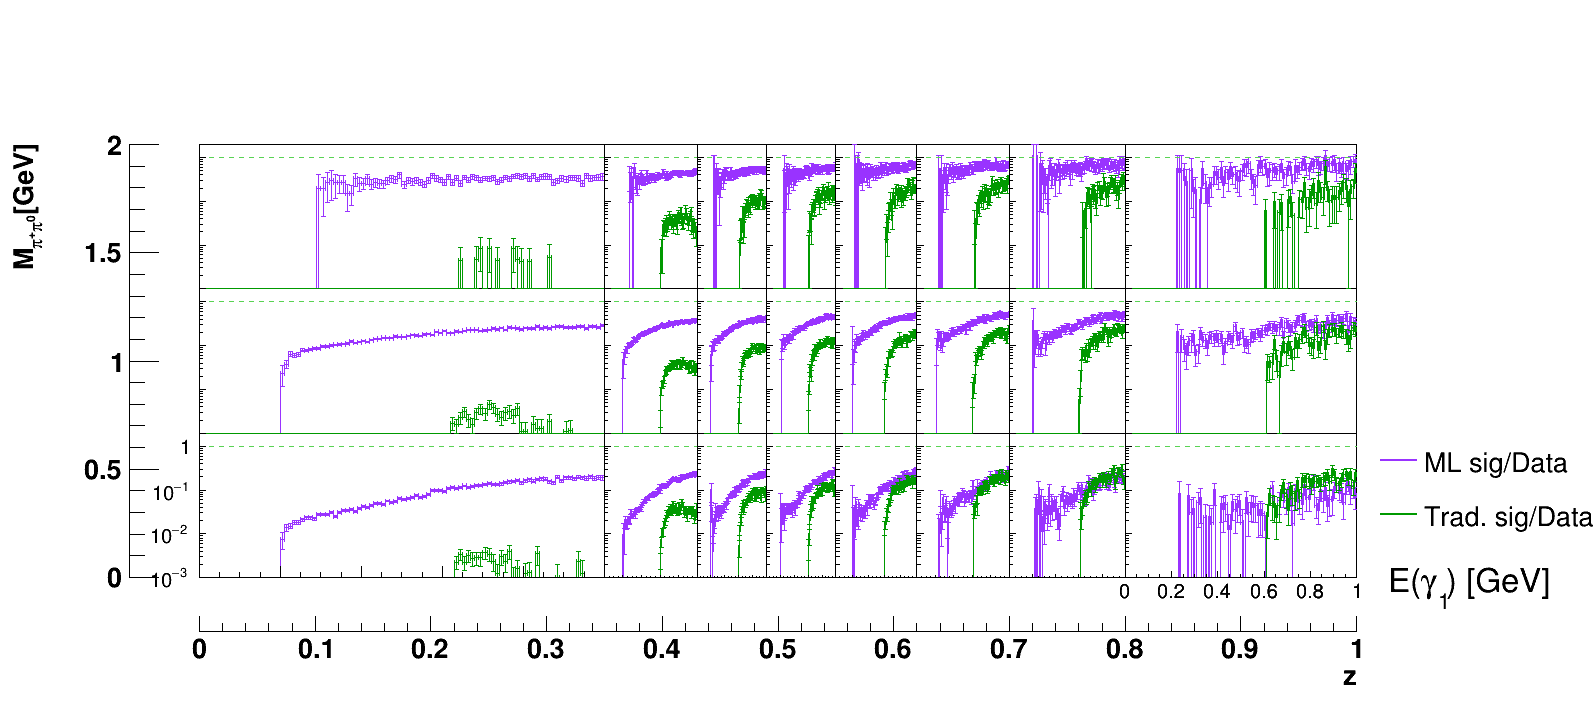 M_{π⁺π⁰}[GeV]
2
1.5
1
0.5
0
1
10⁻¹
10⁻²
10⁻³
ML sig/Data
Trad. sig/Data
E(γ₁) [GeV]
0 0.2 0.4 0.6 0.8 1
0 0.1 0.2 0.3 0.4 0.5 0.6 0.7 0.8 0.9 1
z